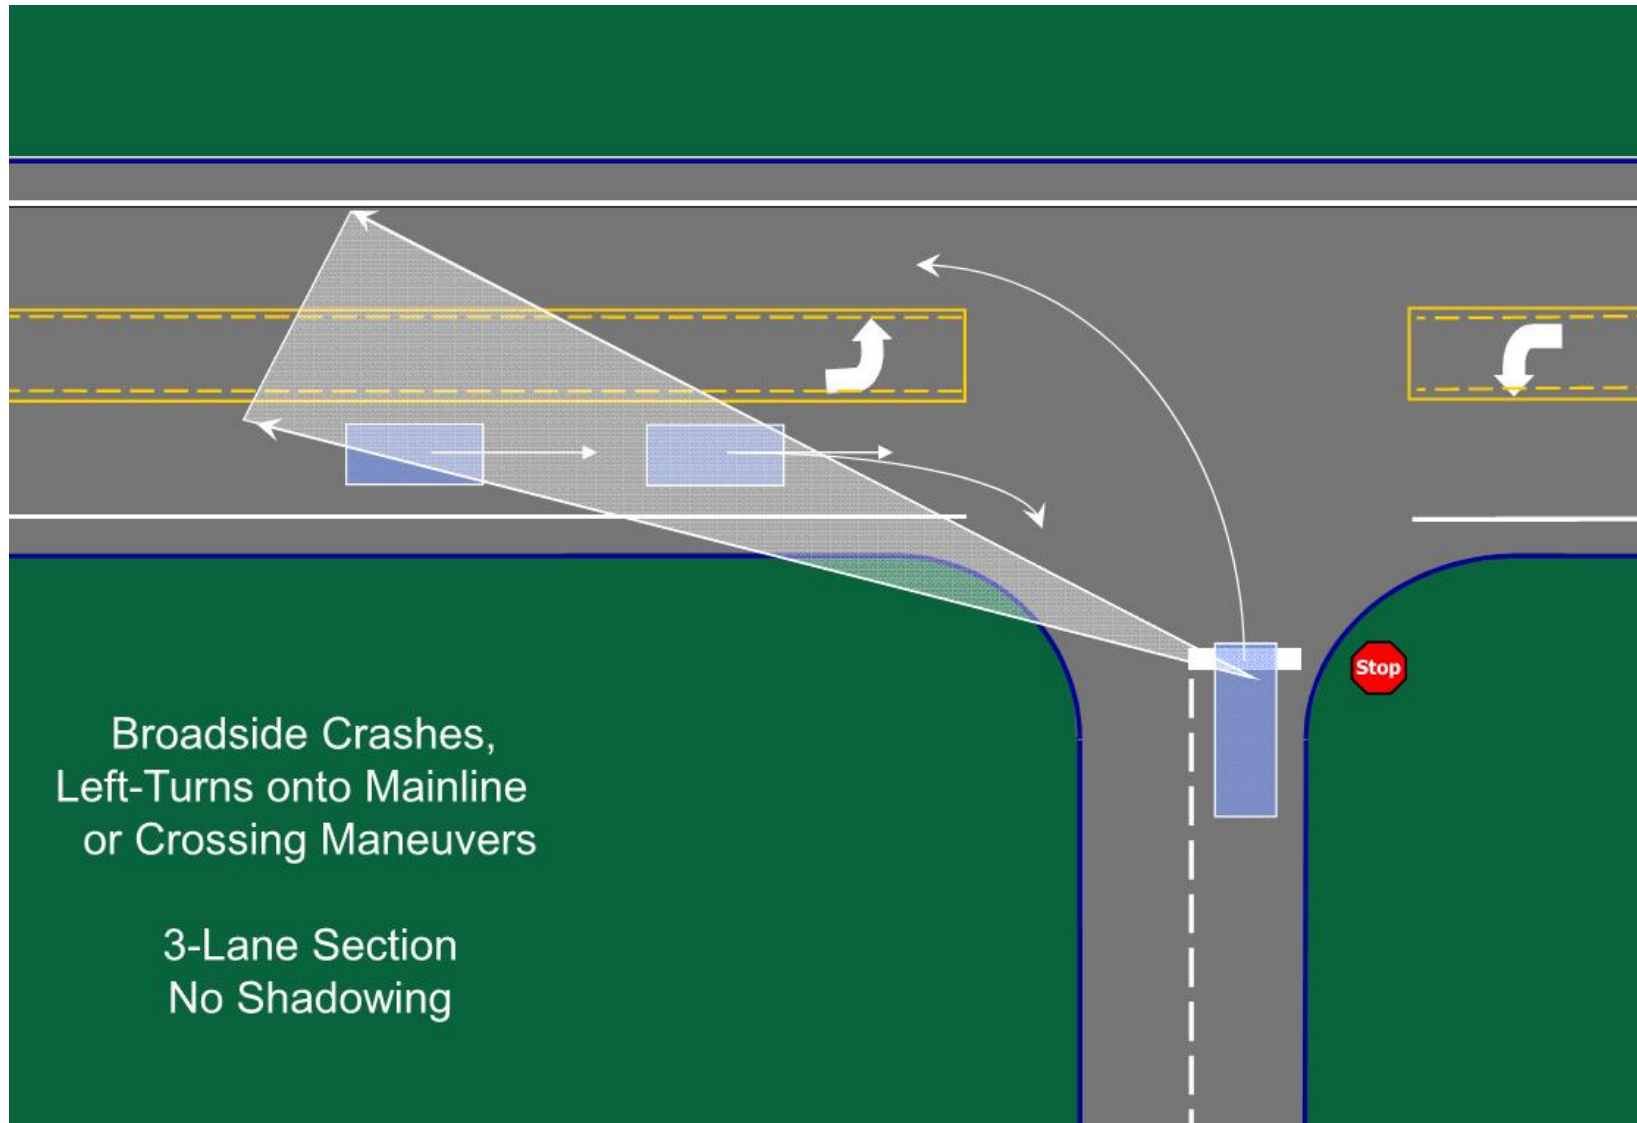 Stop
Broadside Crashes,
Left-Turns onto Mainline
or Crossing Maneuvers
3-Lane Section
No Shadowing